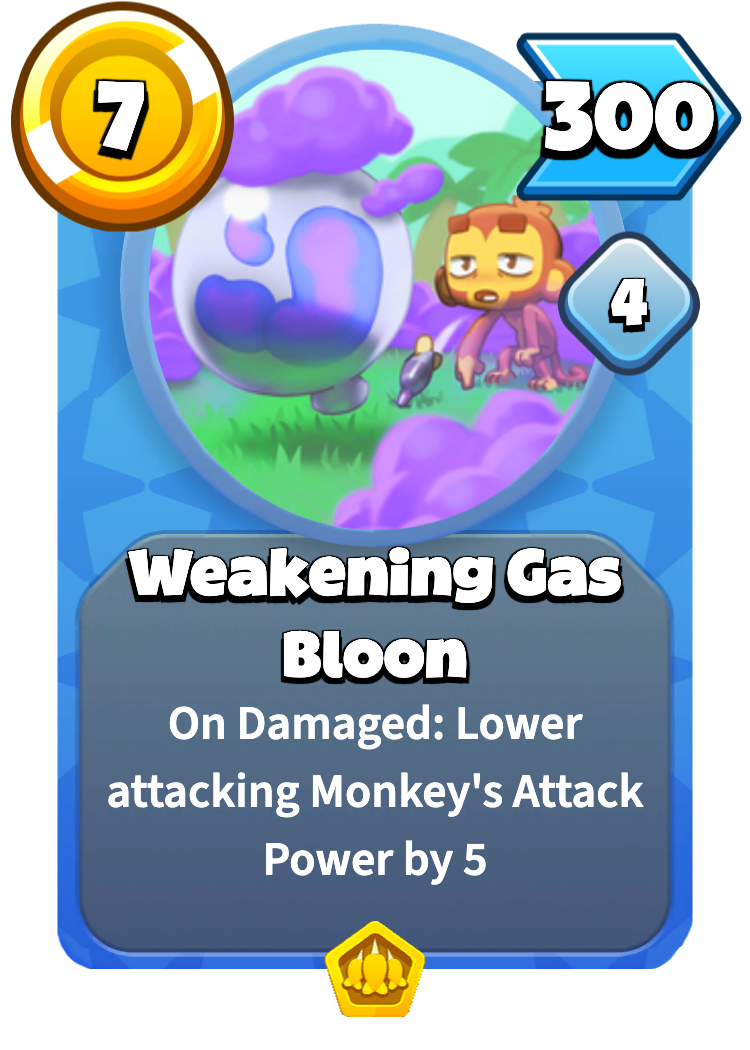 7
300
4
Weakening Gas
Bloon
On Damaged: Lower
attacking Monkey's Attack
Power by 5